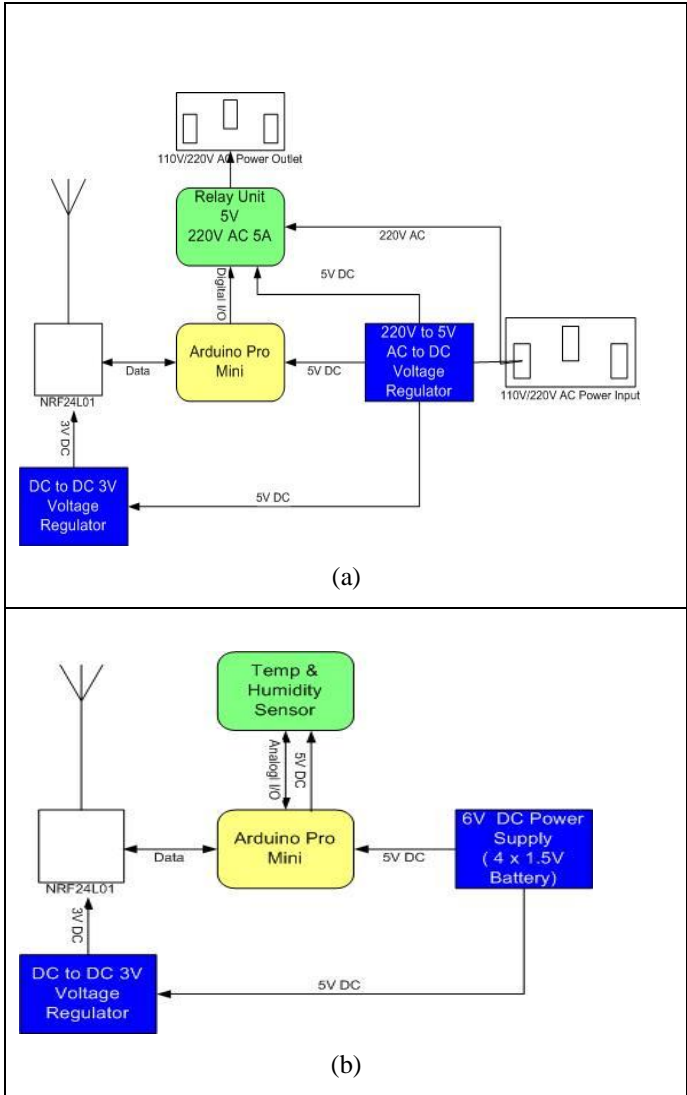 110V/220V AC Power Outlet
Relay Unit
5V
220V AC 5A
220V AC
5V DC
Digital I/O
220V to 5V
AC to DC
Voltage
Regulator
Arduino Pro
Mini
Data
5V DC
110V/220V AC Power Input
NRF24L01
3V DC
DC to DC 3V
Voltage
Regulator
5V DC
(a)
Temp &
Humidity
Sensor
Analogl I/O
5V DC
6V DC Power
Supply
( 4 x 1.5V
Battery)
Arduino Pro
Mini
Data
5V DC
NRF24L01
3V DC
DC to DC 3V
Voltage
Regulator
5V DC
(b)